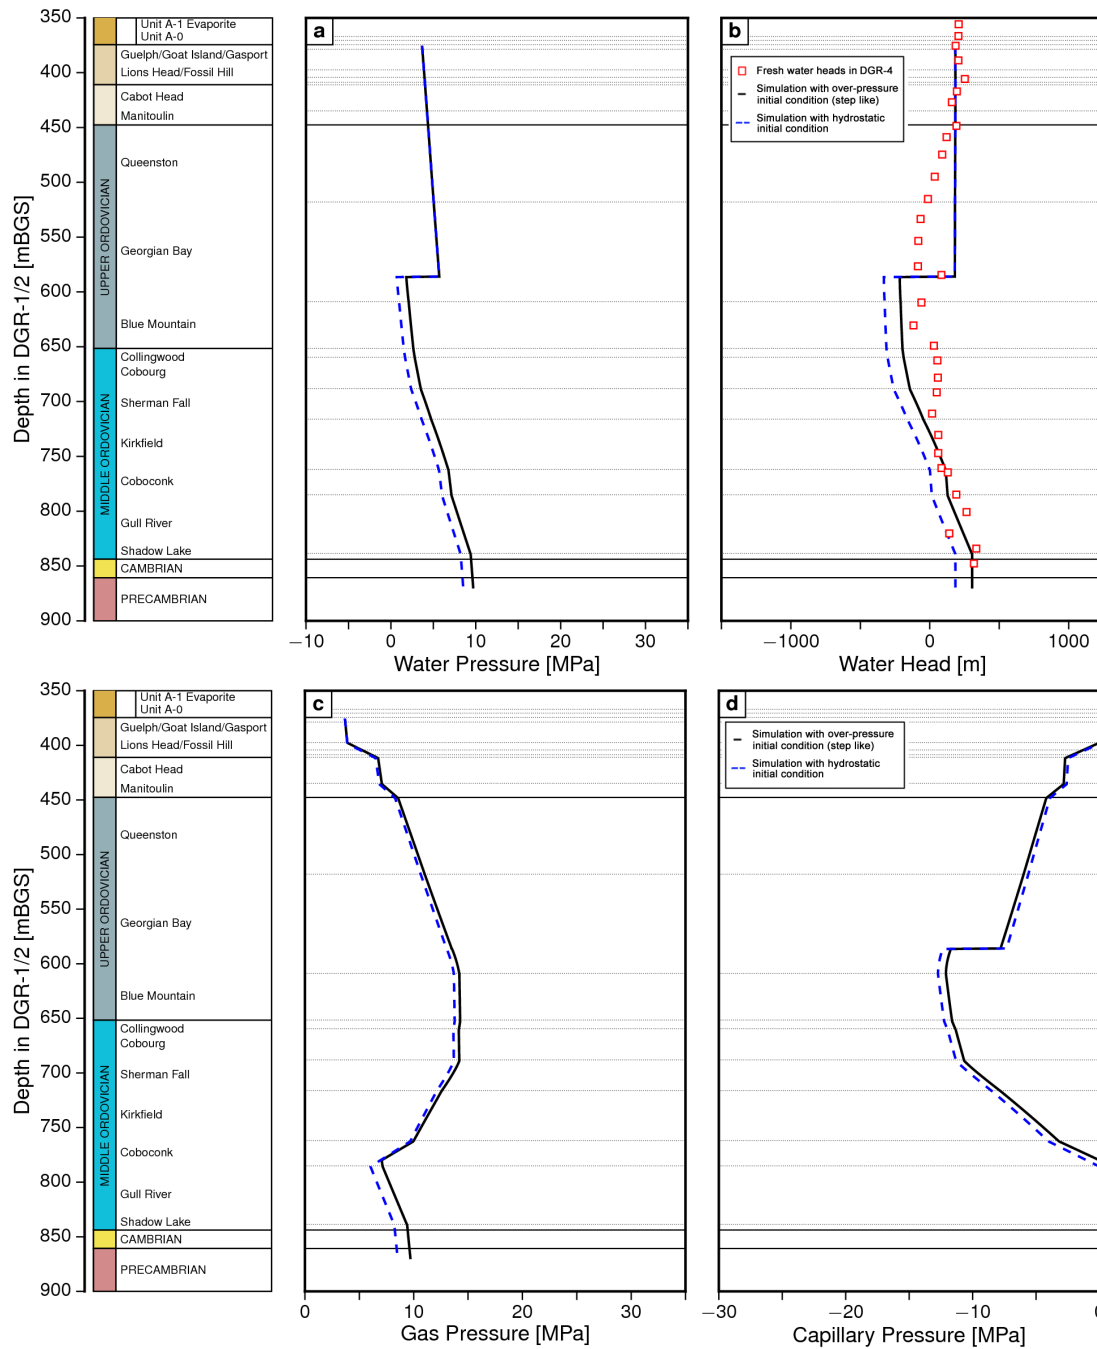 350
400
450
500
550
600
650
700
750
800
850
900
Depth in DGR-1/2 [mBGS]
Unit A-1 Evaporite
Unit A-0
Guelph/Goat Island/Gasport
Lions Head/Fossil Hill
Cabot Head
Manitoulin
UPPER ORDOVICIAN
Queenston
Georgian Bay
Blue Mountain
MIDDLE ORDOVICIAN
Collingwood
Cobourg
Sherman Fall
Kirkfield
Coboconk
Gull River
Shadow Lake
CAMBRIAN
PRECAMBRIAN
a
−10 0 10 20 30
Water Pressure [MPa]
b
Fresh water heads in DGR-4
Simulation with over-pressure
initial condition (step like)
Simulation with hydrostatic
initial condition
−1000 0 1000
Water Head [m]
350
400
450
500
550
600
650
700
750
800
850
900
Depth in DGR-1/2 [mBGS]
Unit A-1 Evaporite
Unit A-0
Guelph/Goat Island/Gasport
Lions Head/Fossil Hill
Cabot Head
Manitoulin
UPPER ORDOVICIAN
Queenston
Georgian Bay
Blue Mountain
MIDDLE ORDOVICIAN
Collingwood
Cobourg
Sherman Fall
Kirkfield
Coboconk
Gull River
Shadow Lake
CAMBRIAN
PRECAMBRIAN
c
0 10 20 30
Gas Pressure [MPa]
d
Simulation with over-pressure
initial condition (step like)
Simulation with hydrostatic
initial condition
−30 −20 −10
Capillary Pressure [MPa]